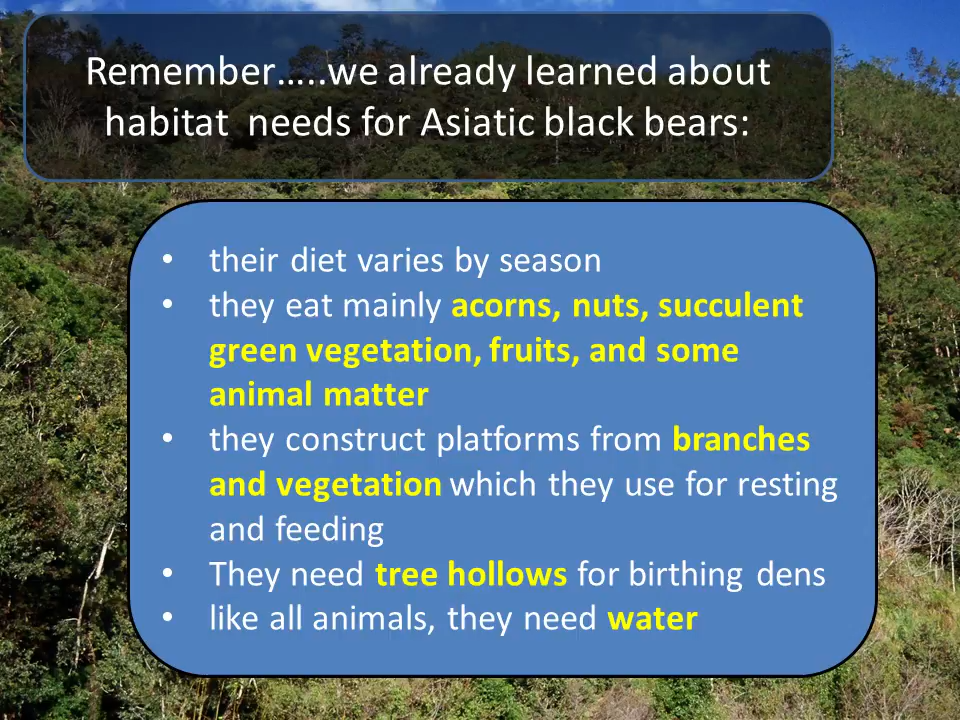 Remember.....we already learned about
habitat  needs for Asiatic black bears:
• their diet varies by season
• they eat mainly acorns, nuts, succulent
green vegetation, fruits, and some
animal matter
• they construct platforms from branches
and vegetation which they use for resting
and feeding
• They need tree hollows for birthing dens
• like all animals, they need water